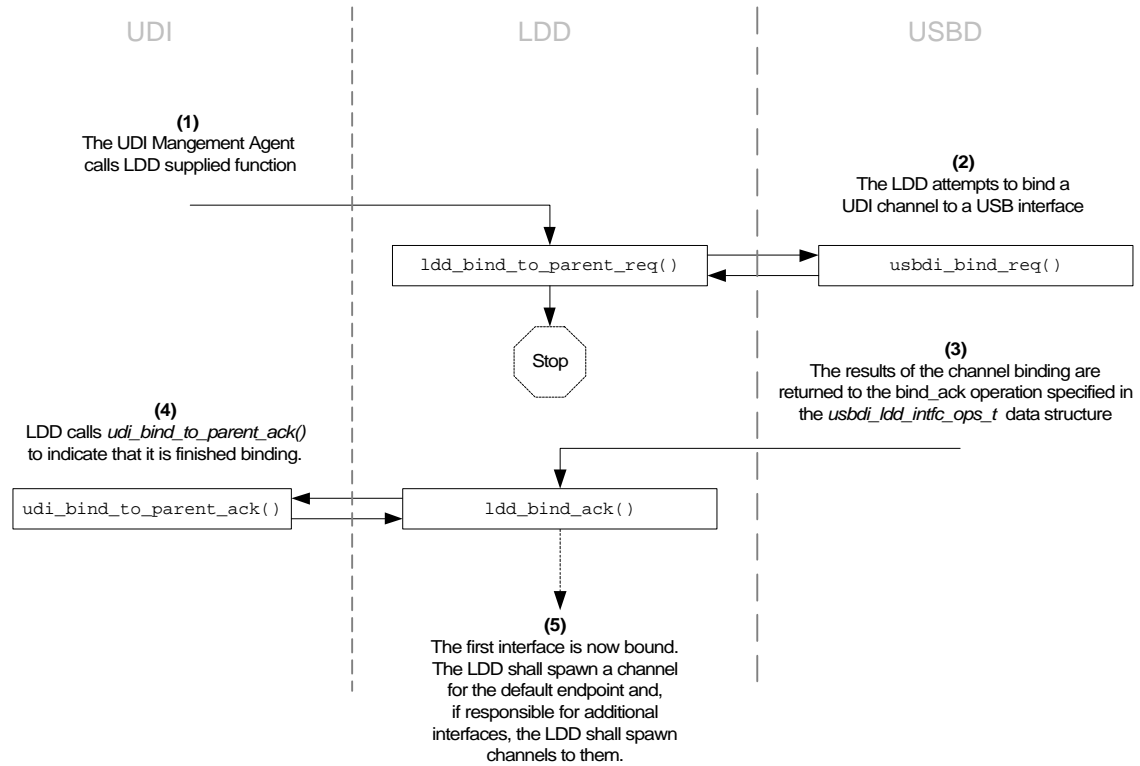 UDI
LDD
USBD
(1)
The UDI Mangement Agent
calls LDD supplied function
(2)
The LDD attempts to bind a
UDI channel to a USB interface
ldd_bind_to_parent_req()
usbdi_bind_req()
Stop
(3)
The results of the channel binding are
returned to the bind_ack operation specified in
the usbdi_ldd_intfc_ops_t data structure
(4)
LDD calls udi_bind_to_parent_ack()
to indicate that it is finished binding.
udi_bind_to_parent_ack()
ldd_bind_ack()
(5)
The first interface is now bound.
The LDD shall spawn a channel
for the default endpoint and,
if responsible for additional
interfaces, the LDD shall spawn
channels to them.